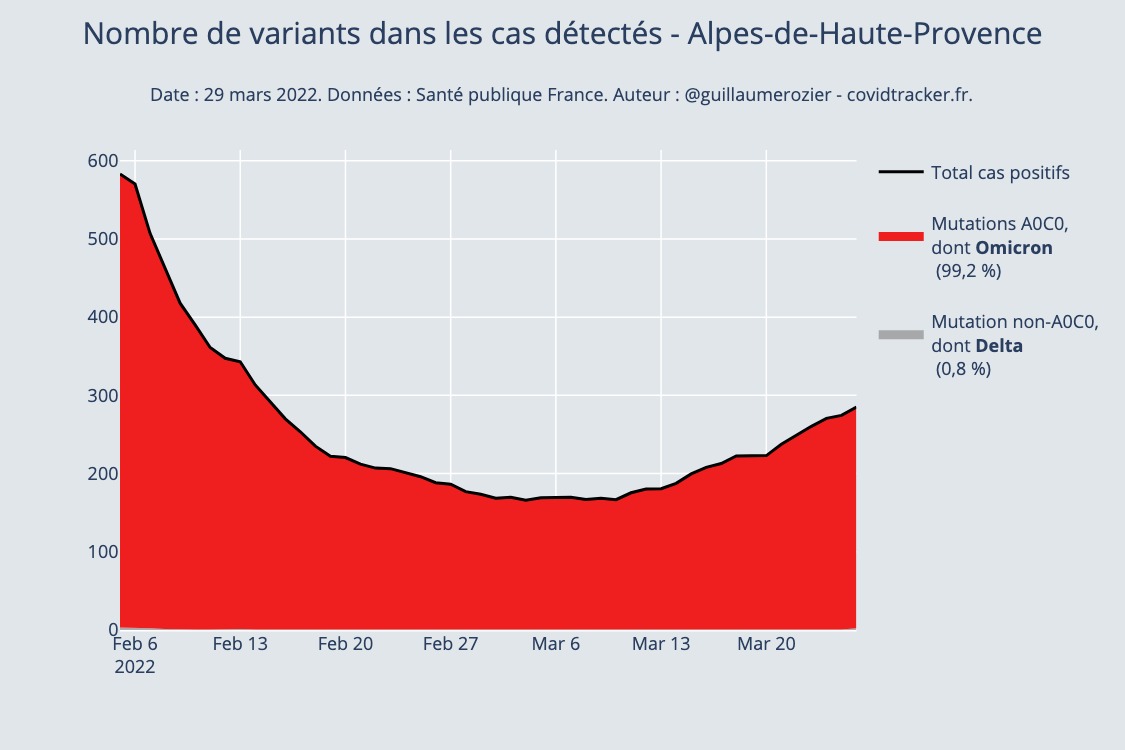 Nombre de variants dans les cas détectés - Alpes-de-Haute-Provence
Date : 29 mars 2022. Données : Santé publique France. Auteur : @guillaumerozier - covidtracker.fr.
600
500
400
300
200
100
0
Feb 6
2022
Feb 13
Feb 20
Feb 27
Mar 6
Mar 13
Mar 20
Total cas positifs
Mutations A0C0,
dont Omicron
(99,2 %)
Mutation non-A0C0,
dont Delta
(0,8 %)